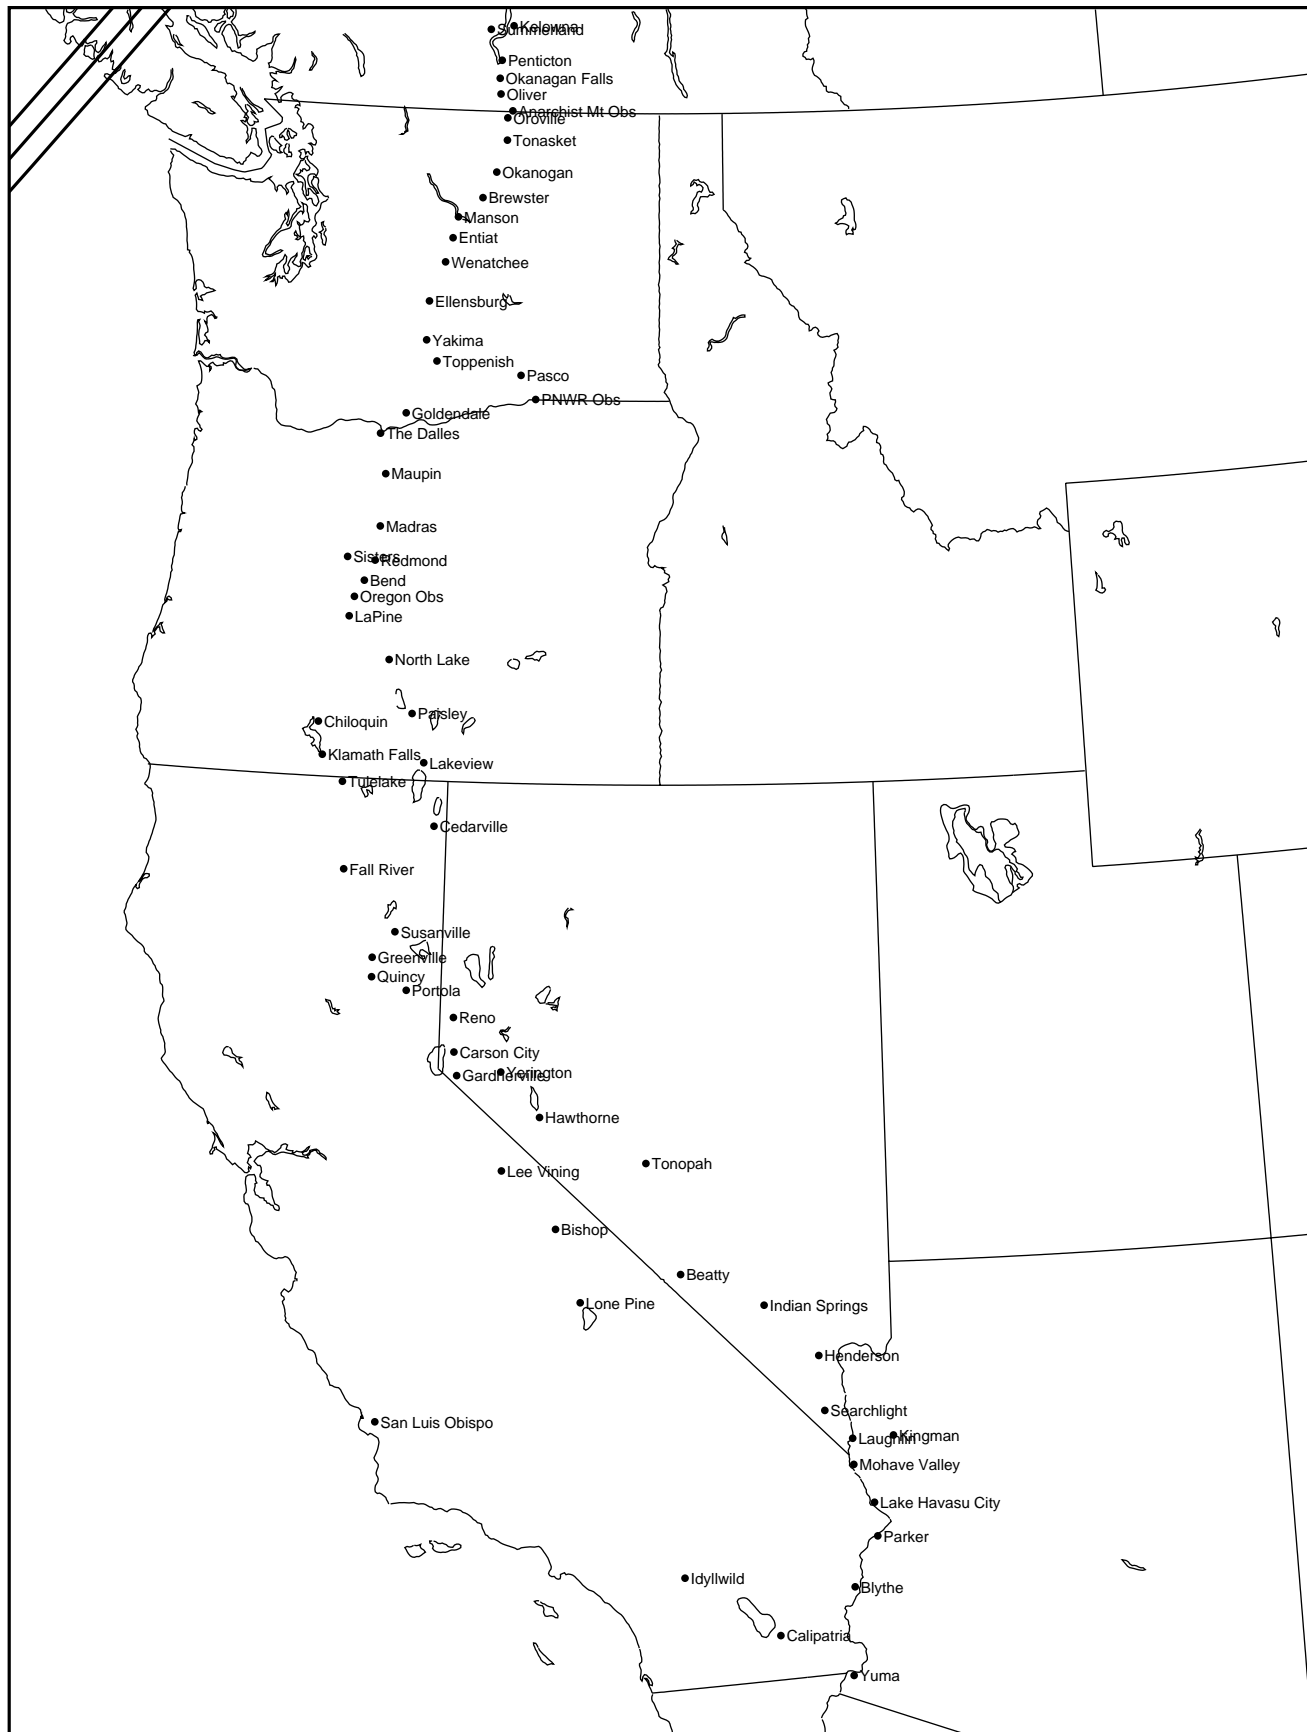 Kelowna
Summerland
Penticton
Okanagan Falls
Oliver
Anarchist Mt Obs
Oroville
Tonasket
Okanogan
Brewster
Manson
Entiat
Wenatchee
Ellensburg
Yakima
Toppenish
Pasco
PNWR Obs
Goldendale
The Dalles
Maupin
Madras
Sisters
Redmond
Bend
Oregon Obs
LaPine
North Lake
Paisley
Chiloquin
Klamath Falls
Lakeview
Tulelake
Cedarville
Fall River
Susanville
Greenville
Quincy
Portola
Reno
Carson City
Yerington
Gardnerville
Hawthorne
Tonopah
Lee Vining
Bishop
Beatty
Lone Pine
Indian Springs
Henderson
Searchlight
San Luis Obispo
Kingman
Laughlin
Mohave Valley
Lake Havasu City
Parker
Idyllwild
Blythe
Calipatria
Yuma